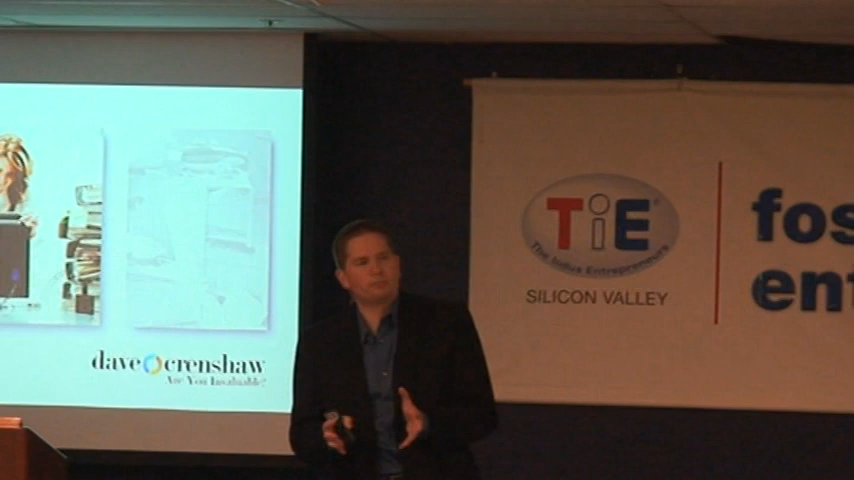 dave crenshaw
Are You Invaluable?
TiE®
The Indus Entrepreneurs
SILICON VALLEY
fos
ent